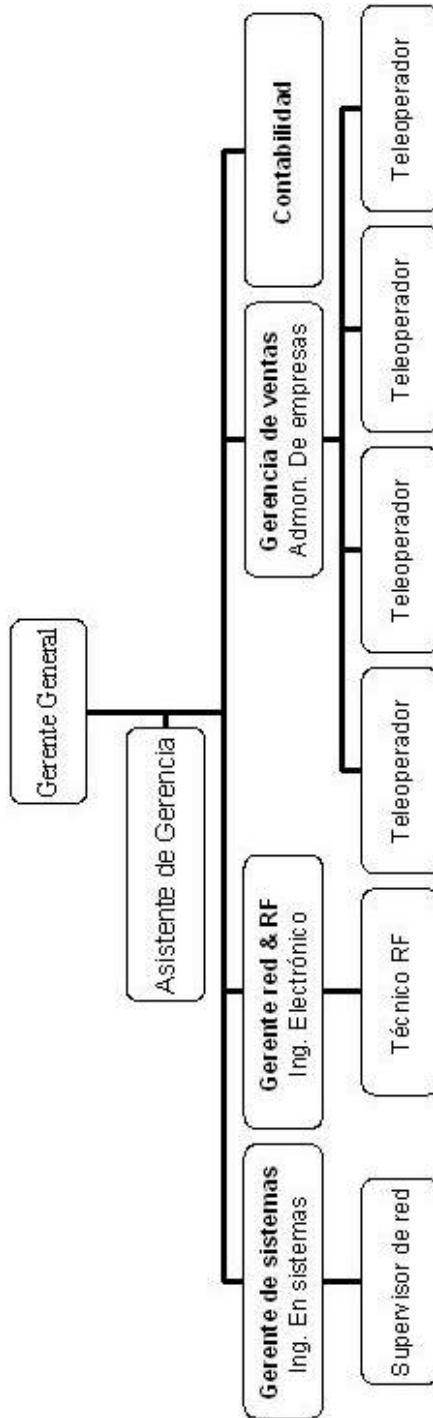 Gerente General
Asistente de Gerencia
Gerente de sistemas
Ing. En sistemas
Gerente red & RF
Ing. Electrónico
Gerencia de ventas
Admon. De empresas
Contabilidad
Supervisor de red
Técnico RF
Teleoperador
Teleoperador
Teleoperador
Teleoperador